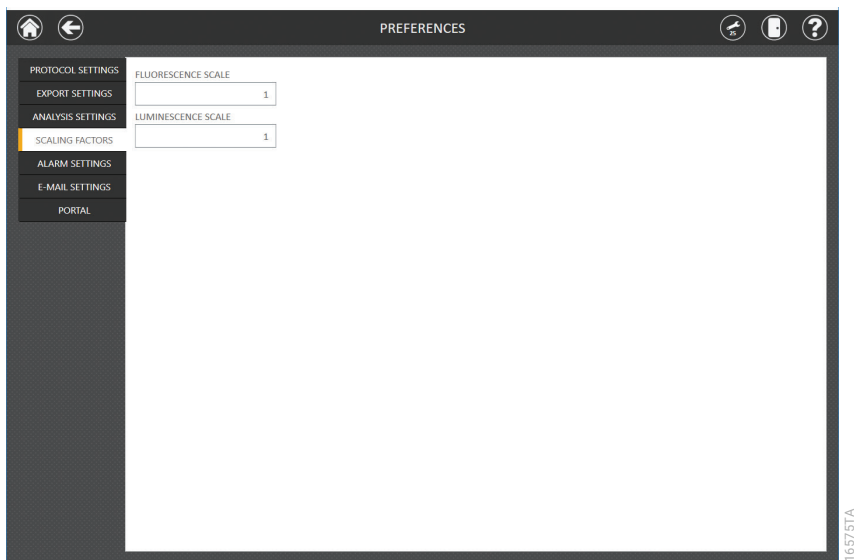 PREFERENCES
25
?
PROTOCOL SETTINGS
EXPORT SETTINGS
ANALYSIS SETTINGS
SCALING FACTORS
ALARM SETTINGS
E-MAIL SETTINGS
PORTAL
FLUORESCENCE SCALE
1
LUMINESCENCE SCALE
1
16575TA